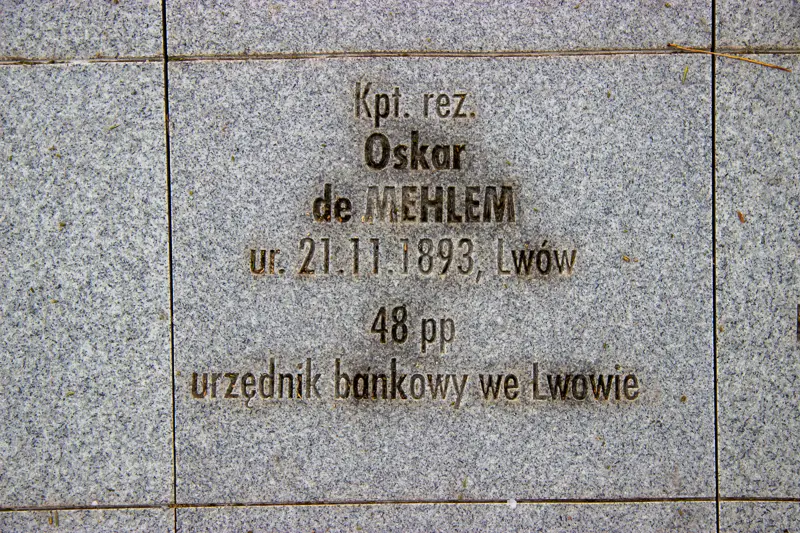 Kpt. rez.
Oskar
de MEHLEM
ur. 21.11.1893, Lwów
48 pp
urzędnik bankowy we Lwowie